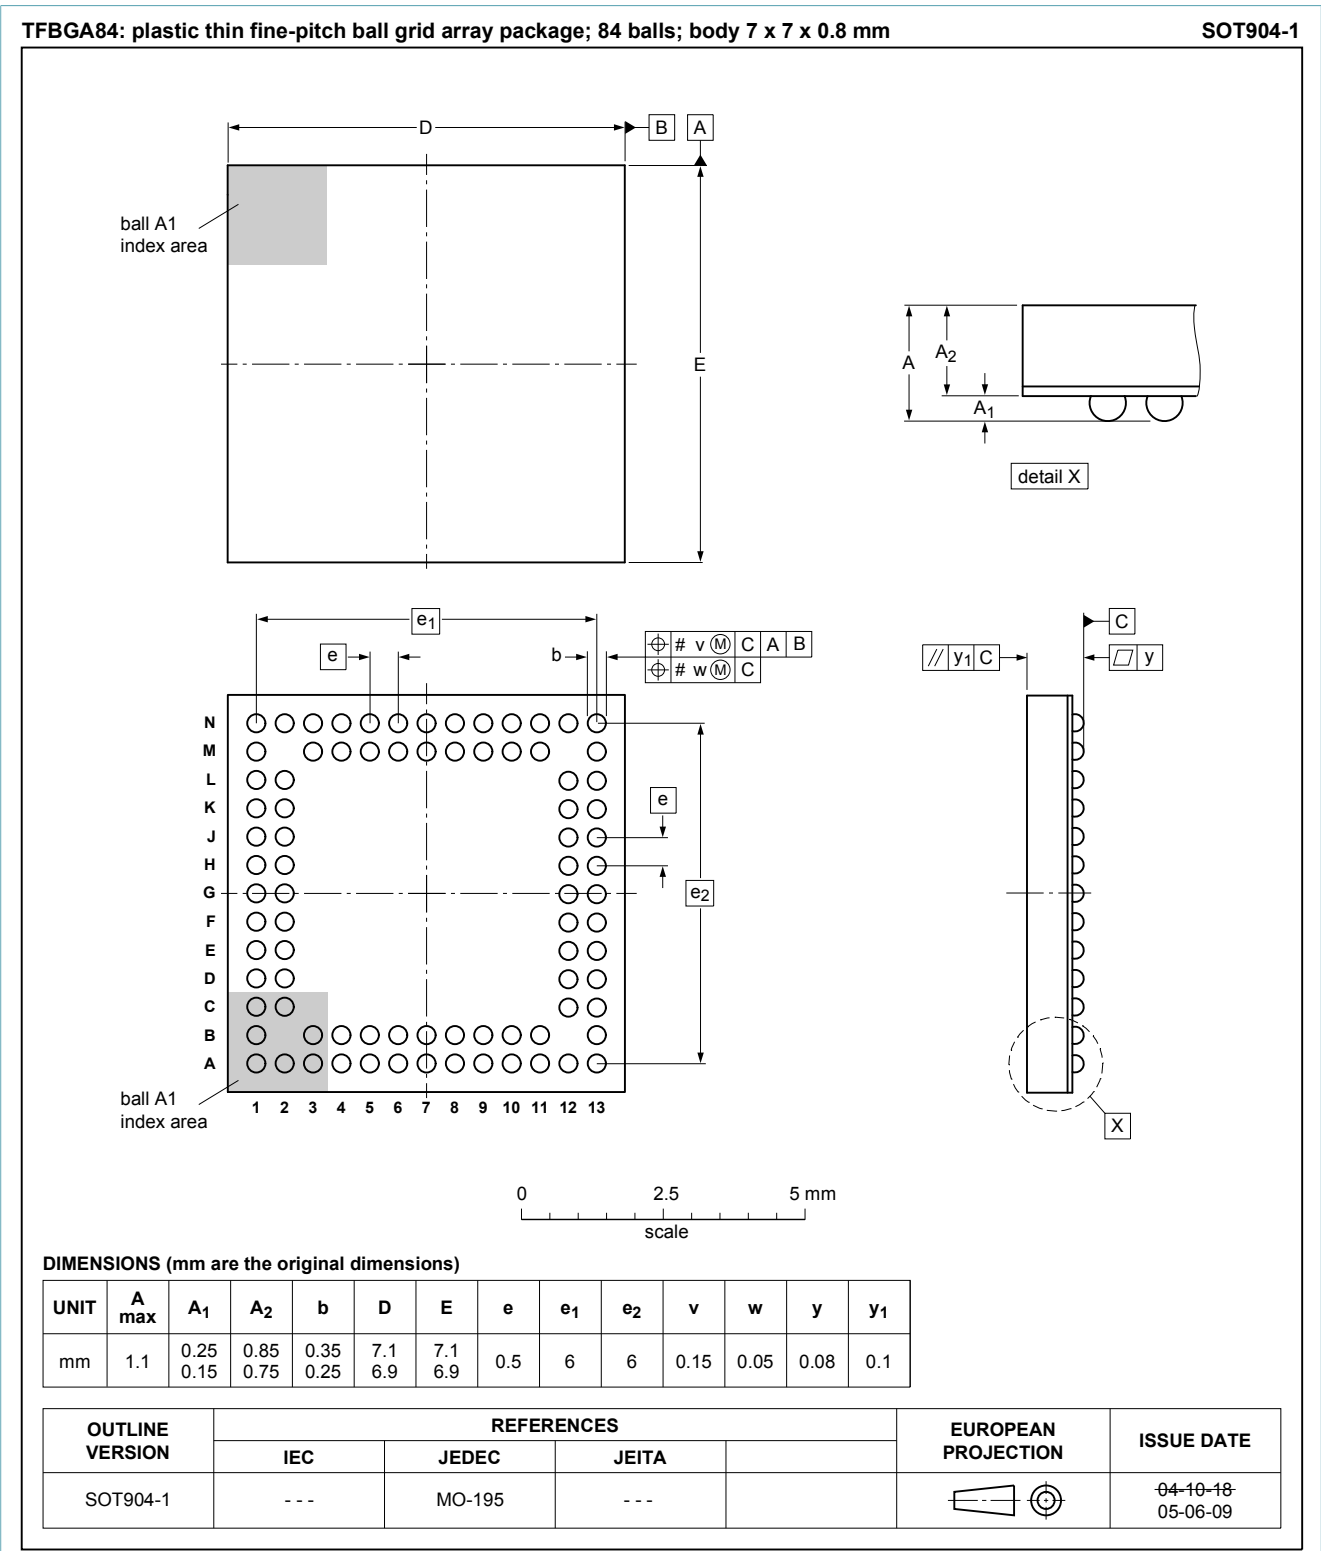 TFBGA84: plastic thin fine-pitch ball grid array package; 84 balls; body 7 x 7 x 0.8 mm SOT904-1
D B A
ball A1
index area
E
A A2
A1
detail X
e1
e b # v M C A B
# w M C
y1 C y C
N
M
L
K
J
H
G
F
E
D
C
B
A
e
e2
ball A1
index area
1 2 3 4 5 6 7 8 9 10 11 12 13
X
0 2.5 5 mm
scale
DIMENSIONS (mm are the original dimensions)
UNIT A max A1 A2 b D E e e1 e2 v w y y1
mm 1.1 0.25 0.15 0.85 0.75 0.35 0.25 7.1 6.9 7.1 6.9 0.5 6 6 0.15 0.05 0.08 0.1
OUTLINE VERSION REFERENCES EUROPEAN PROJECTION ISSUE DATE
IEC JEDEC JEITA
SOT904-1 - - - MO-195 - - - 04-10-18
05-06-09